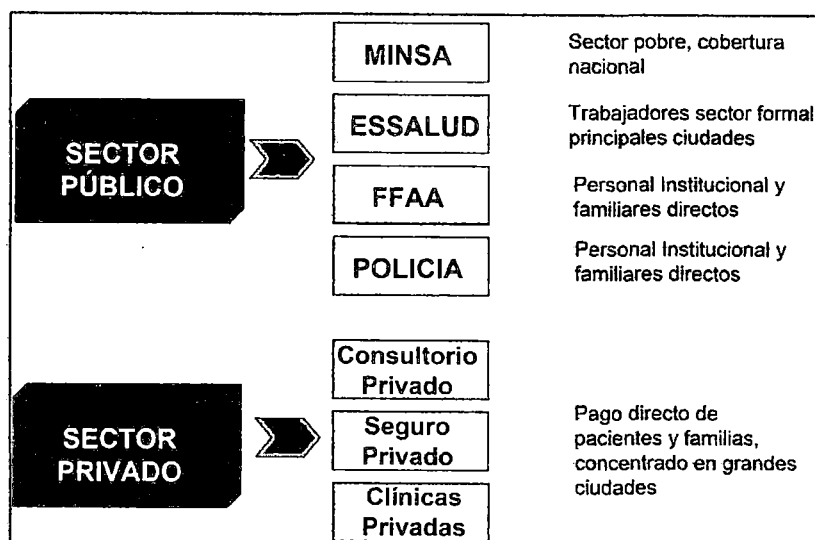 MINSA
Sector pobre, cobertura
nacional
SECTOR
PÚBLICO
ESSALUD
Trabajadores sector formal
principales ciudades
FFAA
Personal Institucional y
familiares directos
POLICIA
Personal Institucional y
familiares directos
SECTOR
PRIVADO
Consultorio
Privado
Seguro
Privado
Clínicas
Privadas
Pago directo de
pacientes y familias,
concentrado en grandes
ciudades